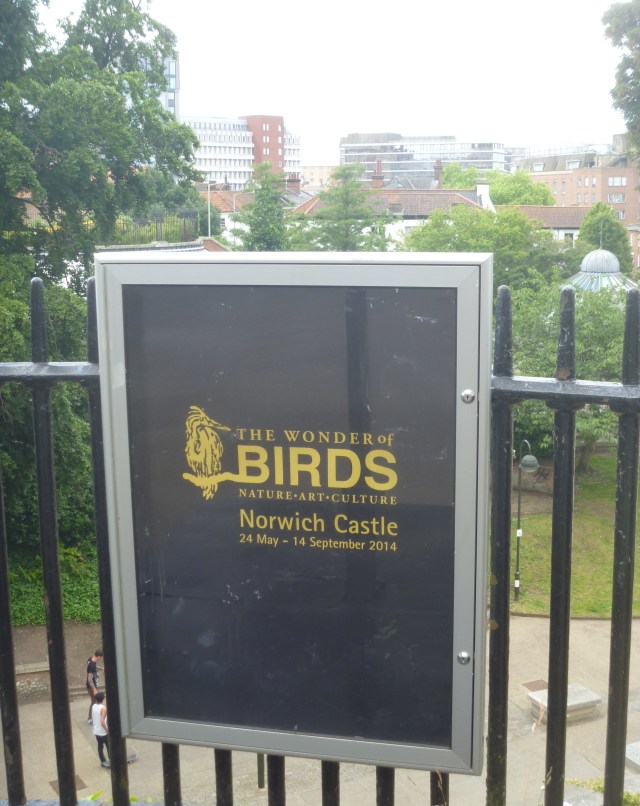 THE WONDER of
BIRDS
NATURE·ART·CULTURE
Norwich Castle
24 May - 14 September 2014